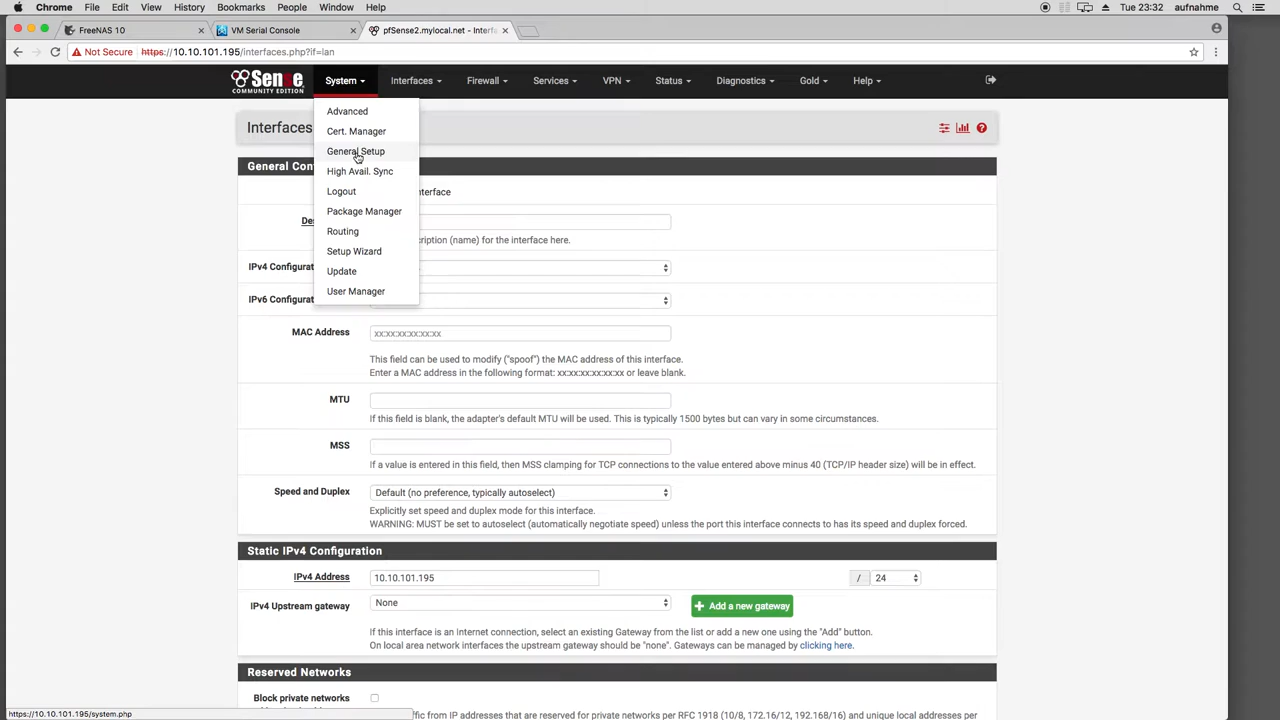 Chrome File Edit View History Bookmarks People Window Help Tue 23:32 aufnahme
FreeNAS 10 VM Serial Console pfSense2.mylocal.net - Interfa
Not Secure https://10.10.101.195/interfaces.php?if=lan
Sense System Interfaces Firewall Services VPN Status Diagnostics Gold Help
COMMUNITY EDITION
Advanced
Interfaces
Cert. Manager
General Setup
General Con
High Avail. Sync
Logout nterface
Package Manager
Des
Routing cription (name) for the interface here.
Setup Wizard
IPv4 Configurat
Update
User Manager
IPv6 Configurat
MAC Address xx:xx:xx:xx:xx:xx
This field can be used to modify ("spoof") the MAC address of this interface.
Enter a MAC address in the following format: xx:xx:xx:xx:xx:xx or leave blank.
MTU
If this field is blank, the adapter's default MTU will be used. This is typically 1500 bytes but can vary in some circumstances.
MSS
If a value is entered in this field, then MSS clamping for TCP connections to the value entered above minus 40 (TCP/IP header size) will be in effect.
Speed and Duplex Default (no preference, typically autoselect)
Explicitly set speed and duplex mode for this interface.
WARNING: MUST be set to autoselect (automatically negotiate speed) unless the port this interface connects to has its speed and duplex forced.
Static IPv4 Configuration
IPv4 Address 10.10.101.195 / 24
IPv4 Upstream gateway None Add a new gateway
If this interface is an Internet connection, select an existing Gateway from the list or add a new one using the "Add" button.
On local area network interfaces the upstream gateway should be "none". Gateways can be managed by clicking here.
Reserved Networks
Block private networks
https://10.10.101.195/system.php ffic from IP addresses that are reserved for private networks per RFC 1918 (10/8, 172.16/12, 192.168/16) and unique local addresses per